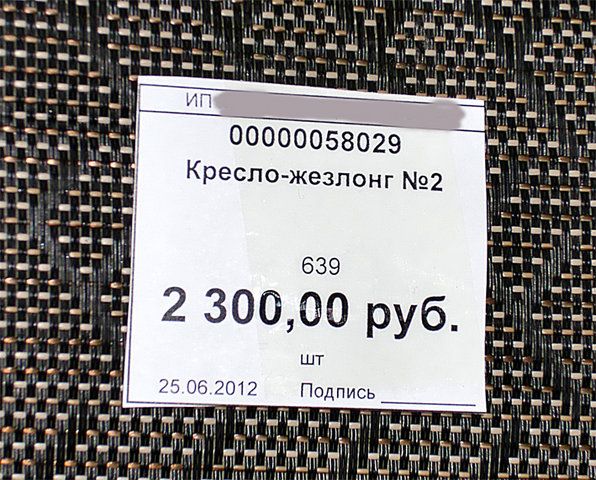 ИП
00000058029
Кресло-жезлонг №2
639
2 300,00 руб.
шт
25.06.2012 Подпись